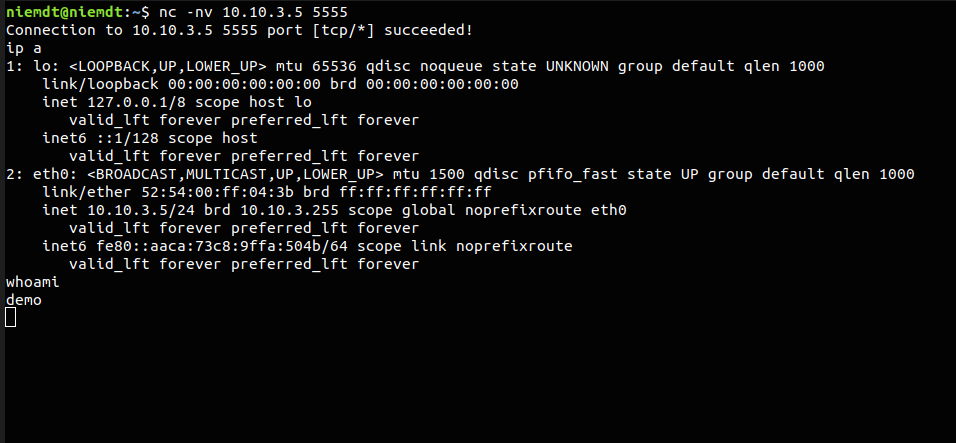 niemdt@niemdt:~$ nc -nv 10.10.3.5 5555
Connection to 10.10.3.5 5555 port [tcp/*] succeeded!
ip a
1: lo: <LOOPBACK,UP,LOWER_UP> mtu 65536 qdisc noqueue state UNKNOWN group default qlen 1000
    link/loopback 00:00:00:00:00:00 brd 00:00:00:00:00:00
    inet 127.0.0.1/8 scope host lo
       valid_lft forever preferred_lft forever
    inet6 ::1/128 scope host
       valid_lft forever preferred_lft forever
2: eth0: <BROADCAST,MULTICAST,UP,LOWER_UP> mtu 1500 qdisc pfifo_fast state UP group default qlen 1000
    link/ether 52:54:00:ff:04:3b brd ff:ff:ff:ff:ff:ff
    inet 10.10.3.5/24 brd 10.10.3.255 scope global noprefixroute eth0
       valid_lft forever preferred_lft forever
    inet6 fe80::aaca:73c8:9ffa:504b/64 scope link noprefixroute
       valid_lft forever preferred_lft forever
whoami
demo